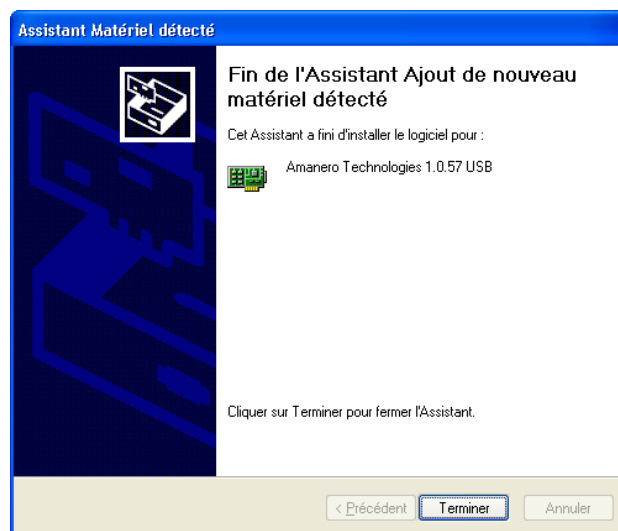 Assistant Matériel détecté
Fin de l'Assistant Ajout de nouveau
matériel détecté
Cet Assistant a fini d'installer le logiciel pour :
Amanero Technologies 1.0.57 USB
Cliquer sur Terminer pour fermer l'Assistant.
< Précédent
Terminer
Annuler